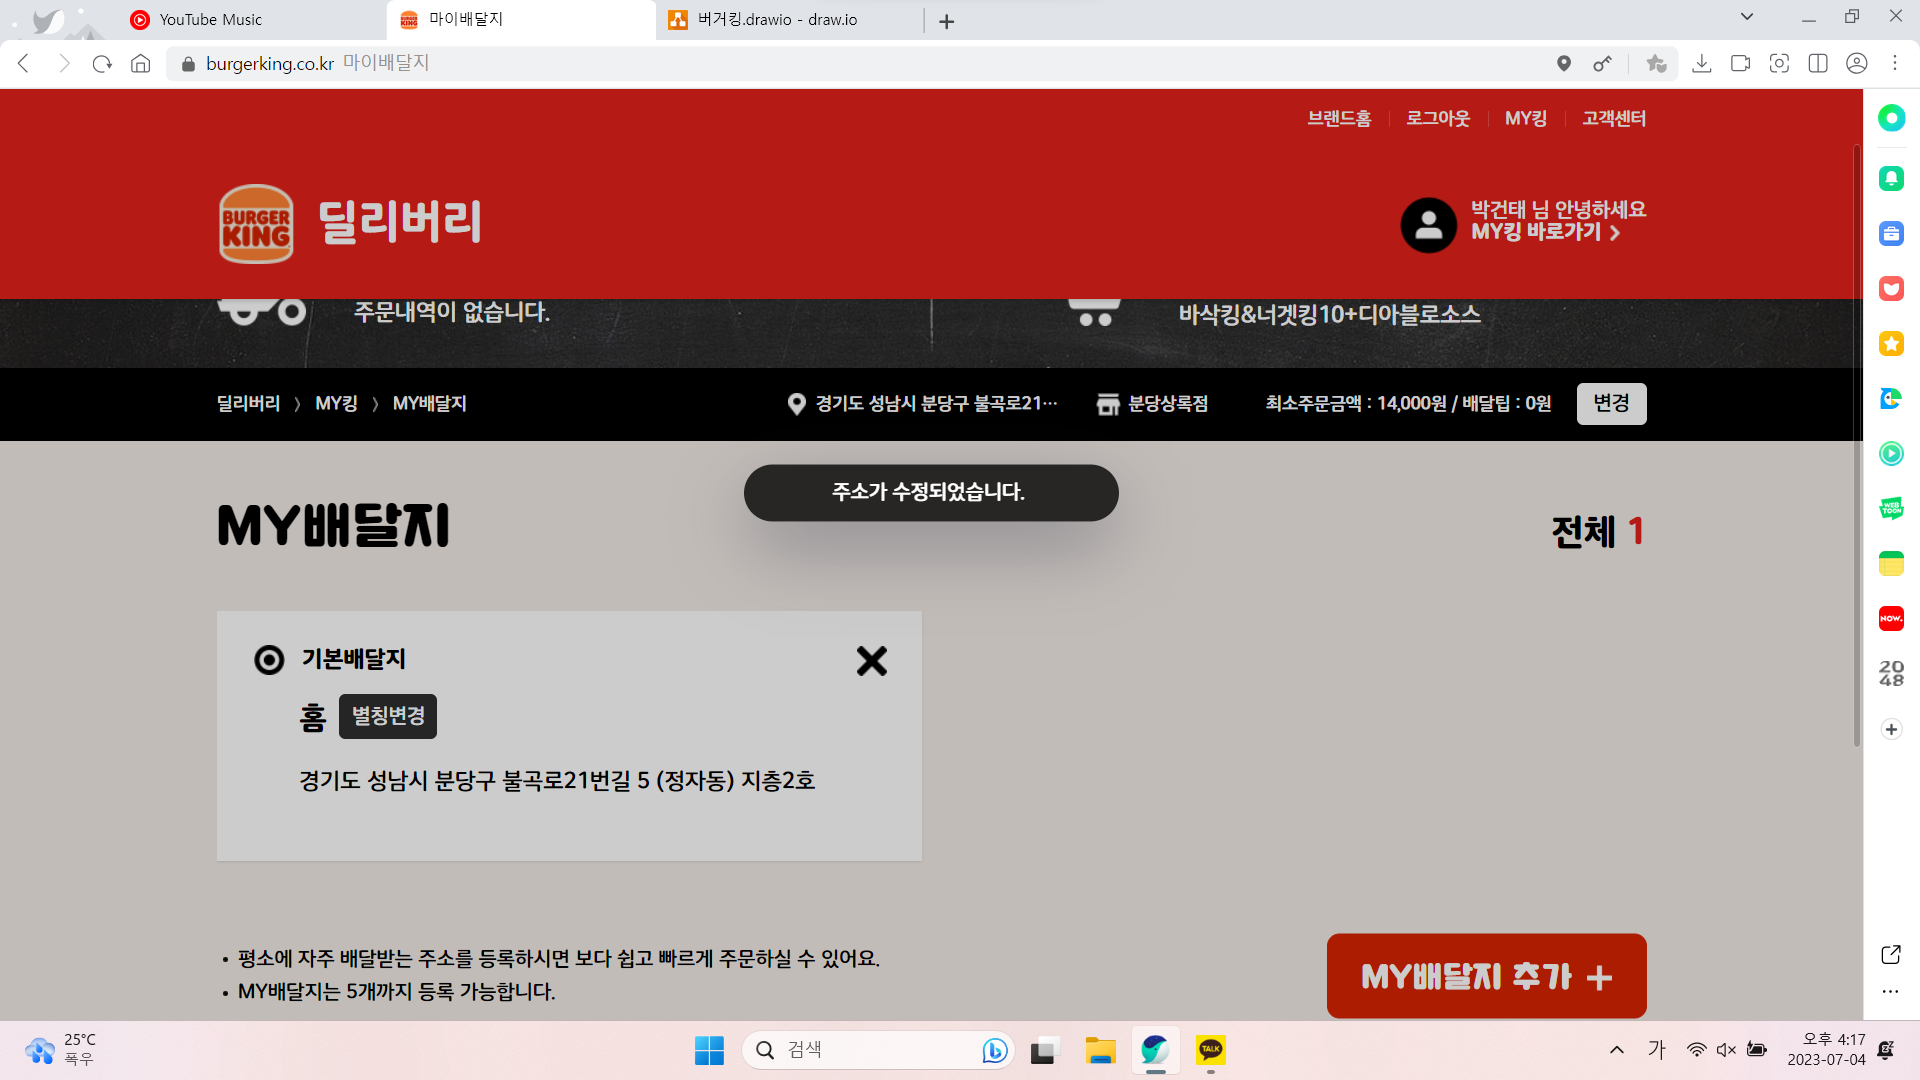 YouTube Music
마이배달지
버거킹.drawio - draw.io
burgerking.co.kr 마이배달지
브랜드홈
로그아웃
MY킹
고객센터
BURGER KING
딜리버리
박건태 님 안녕하세요
MY킹 바로가기
주문내역이 없습니다.
바삭킹&너겟킹10+디아블로소스
딜리버리 〉 MY킹 〉 MY배달지
경기도 성남시 분당구 불곡로21···
분당상록점
최소주문금액 : 14,000원 / 배달팁 : 0원
변경
주소가 수정되었습니다.
MY배달지
전체 1
기본배달지
홈
별칭변경
경기도 성남시 분당구 불곡로21번길 5 (정자동) 지층2호
• 평소에 자주 배달받는 주소를 등록하시면 보다 쉽고 빠르게 주문하실 수 있어요.
• MY배달지는 5개까지 등록 가능합니다.
MY배달지 추가 +
WEB TOON
NOW.
20
48
25°C
폭우
검색
TALK
가
오후 4:17
2023-07-04